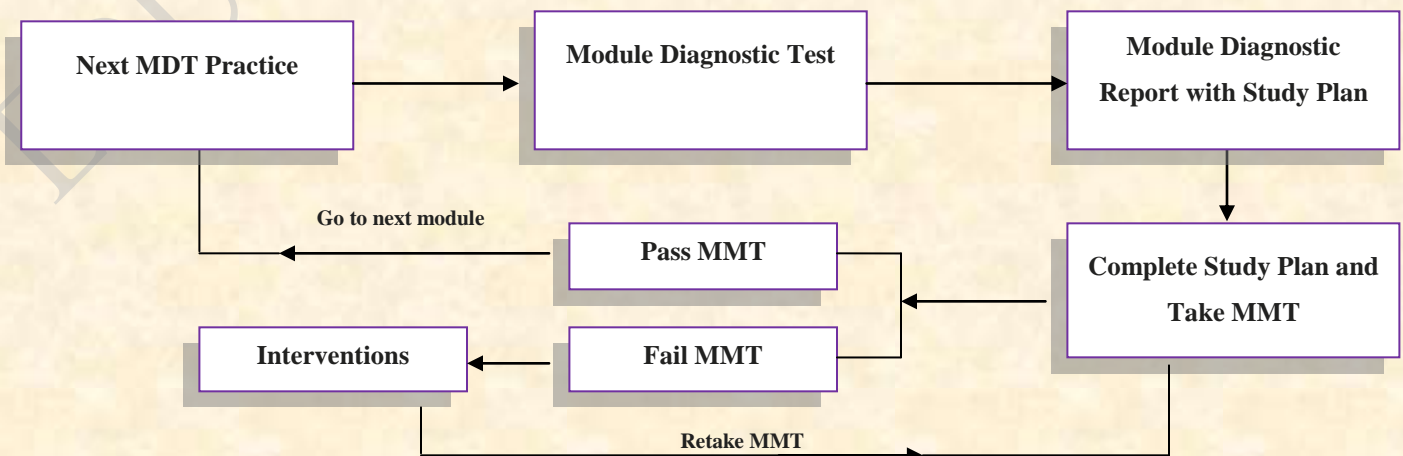 Next MDT Practice
Module Diagnostic Test
Module Diagnostic
Report with Study Plan
Go to next module
Pass MMT
Complete Study Plan and
Take MMT
Interventions
Fail MMT
Retake MMT